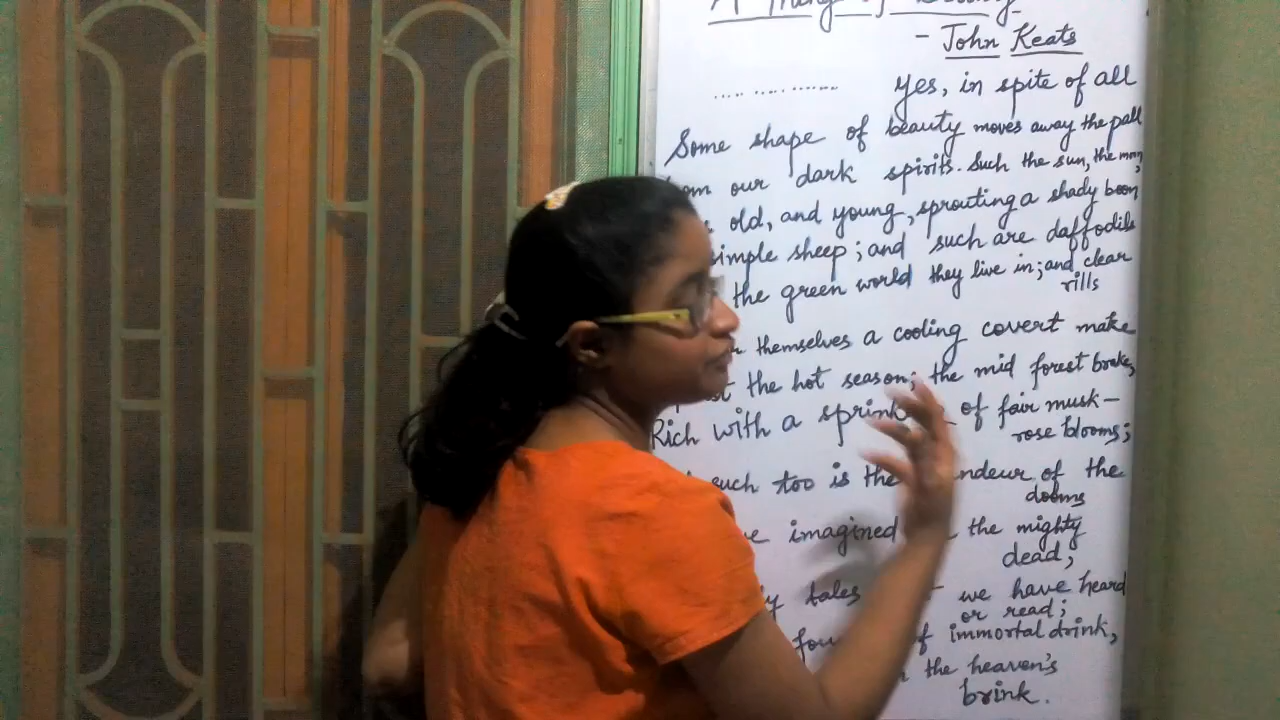 A Thing of Beauty
- John Keats
..... ..... ........ yes, in spite of all
Some shape of beauty moves away the pall
our dark spirits. Such the sun, the moon,
old, and young, sprouting a shady boon
simple sheep; and such are daffodils
the green world they live in; and clear
rills
themselves a cooling covert make
the hot season; the mid forest brake,
Rich with a of fair musk-
rose blooms;
such too is the of the
dooms
imagined the mighty
dead;
tales we have heard
or read;
immortal drink,
the heaven's
brink.